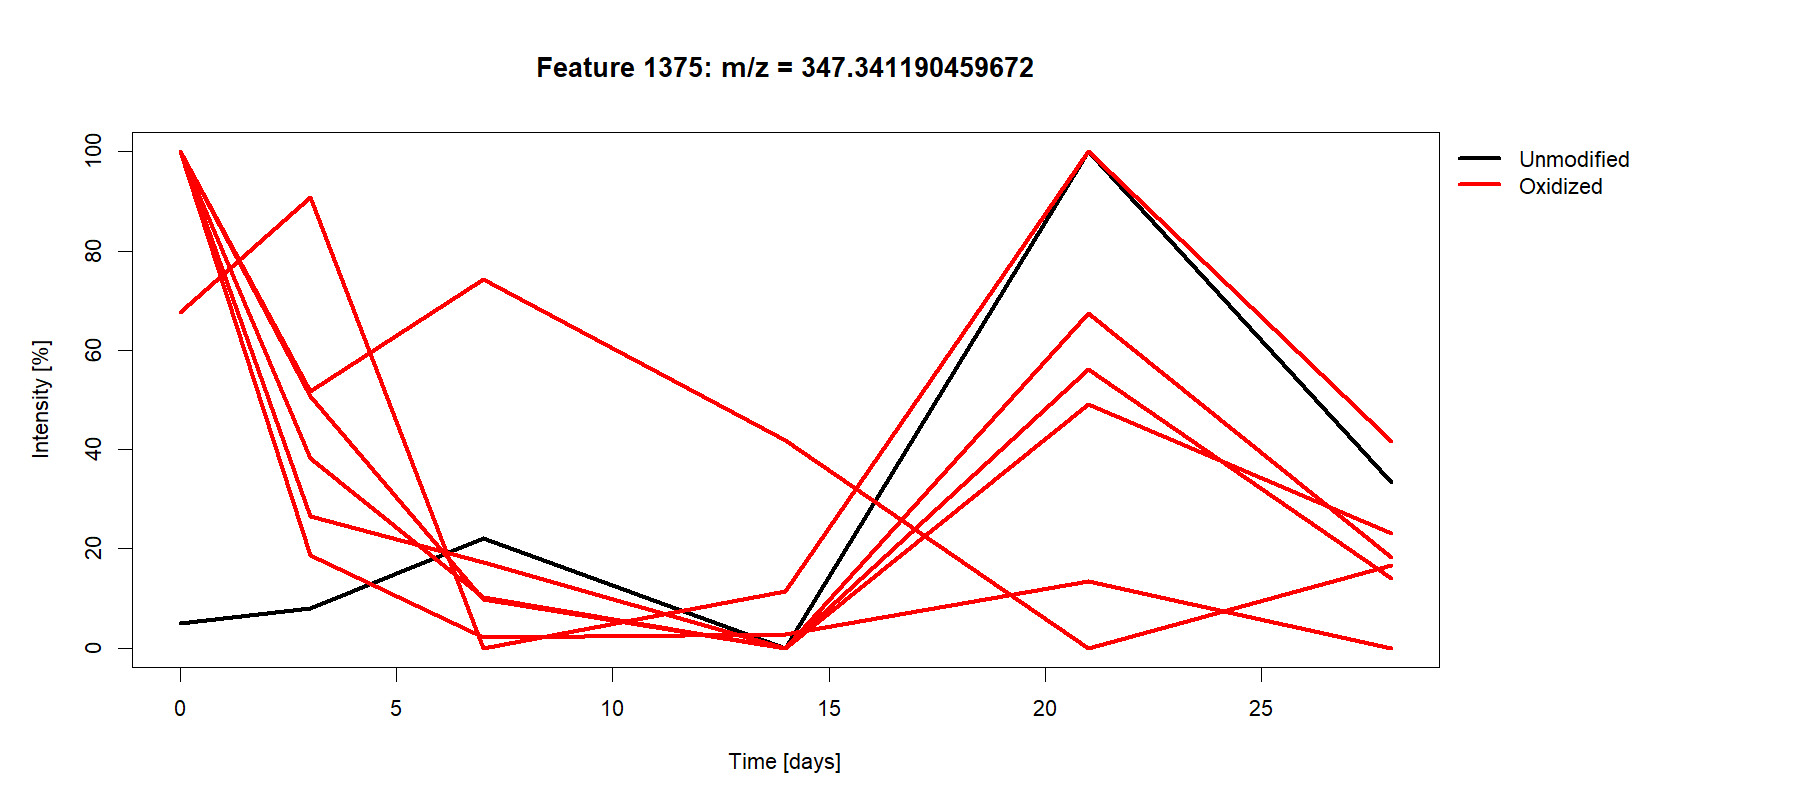 Feature 1375: m/z = 347.341190459672
Unmodified
Oxidized
100
80
60
40
20
0
Intensity [%]
0 5 10 15 20 25
Time [days]